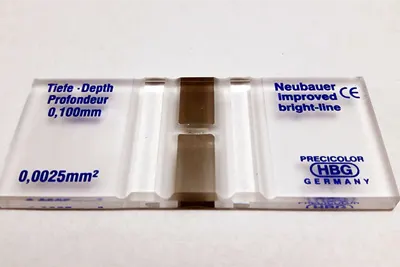 Tiefe · Depth
Profondeur
0,100mm
0,0025mm²
Neubauer
improved
bright-line
CE
PRECICOLOR
HBG
GERMANY